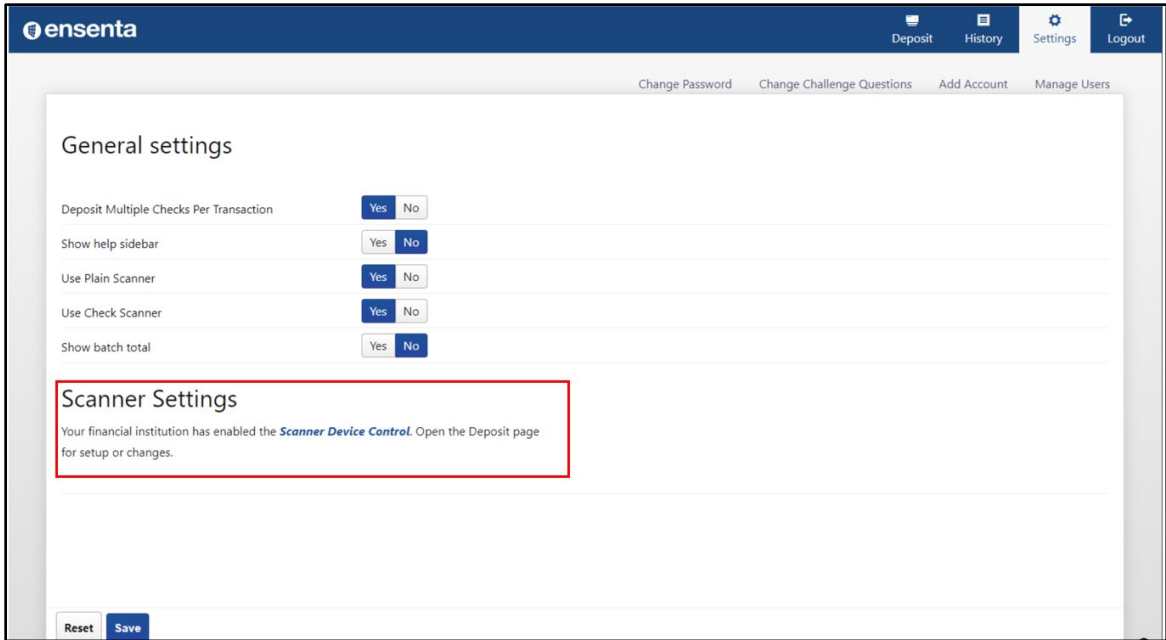 ensenta
Deposit
History
Settings
Logout
Change Password Change Challenge Questions Add Account Manage Users
General settings
Deposit Multiple Checks Per Transaction Yes No
Show help sidebar Yes No
Use Plain Scanner Yes No
Use Check Scanner Yes No
Show batch total Yes No
Scanner Settings
Your financial institution has enabled the Scanner Device Control. Open the Deposit page
for setup or changes.
Reset Save